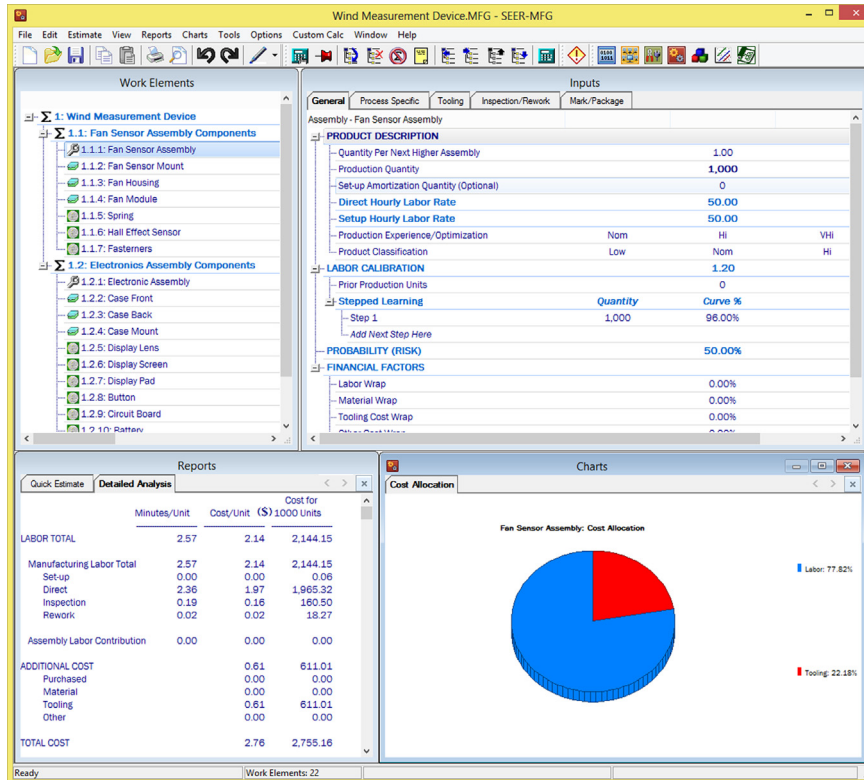 Wind Measurement Device.MFG - SEER-MFG
File Edit Estimate View Reports Charts Tools Options Custom Calc Window Help
Work Elements
1: Wind Measurement Device
1.1: Fan Sensor Assembly Components
1.1.1: Fan Sensor Assembly
1.1.2: Fan Sensor Mount
1.1.3: Fan Housing
1.1.4: Fan Module
1.1.5: Spring
1.1.6: Hall Effect Sensor
1.1.7: Fasterners
1.2: Electronics Assembly Components
1.2.1: Electronic Assembly
1.2.2: Case Front
1.2.3: Case Back
1.2.4: Case Mount
1.2.5: Display Lens
1.2.6: Display Screen
1.2.7: Display Pad
1.2.8: Button
1.2.9: Circuit Board
1.2.10: Battery
Inputs
General Process Specific Tooling Inspection/Rework Mark/Package
Assembly - Fan Sensor Assembly
PRODUCT DESCRIPTION
Quantity Per Next Higher Assembly 1.00
Production Quantity 1,000
Set-up Amortization Quantity (Optional) 0
Direct Hourly Labor Rate 50.00
Setup Hourly Labor Rate 50.00
Production Experience/Optimization Nom Hi VHi
Product Classification Low Nom Hi
LABOR CALIBRATION 1.20
Prior Production Units 0
Stepped Learning Quantity Curve %
Step 1 1,000 96.00%
Add Next Step Here
PROBABILITY (RISK) 50.00%
FINANCIAL FACTORS
Labor Wrap 0.00%
Material Wrap 0.00%
Tooling Cost Wrap 0.00%
Other Cost Wrap 0.00%
Reports
Quick Estimate Detailed Analysis
Cost for
Minutes/Unit Cost/Unit ($) 1000 Units
LABOR TOTAL 2.57 2.14 2,144.15
Manufacturing Labor Total 2.57 2.14 2,144.15
Set-up 0.00 0.00 0.06
Direct 2.36 1.97 1,965.32
Inspection 0.19 0.16 160.50
Rework 0.02 0.02 18.27
Assembly Labor Contribution 0.00 0.00 0.00
ADDITIONAL COST 0.61 611.01
Purchased 0.00 0.00
Material 0.00 0.00
Tooling 0.61 611.01
Other 0.00 0.00
TOTAL COST 2.76 2,755.16
Charts
Cost Allocation
Fan Sensor Assembly: Cost Allocation
Labor: 77.82%
Tooling: 22.18%
Ready Work Elements: 22